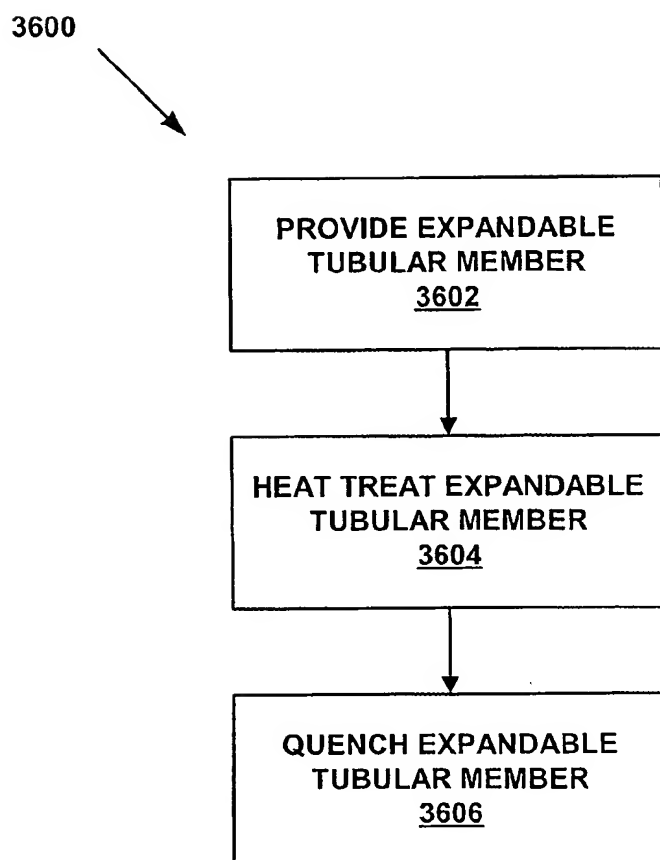 3600
PROVIDE EXPANDABLE
TUBULAR MEMBER
3602
HEAT TREAT EXPANDABLE
TUBULAR MEMBER
3604
QUENCH EXPANDABLE
TUBULAR MEMBER
3606